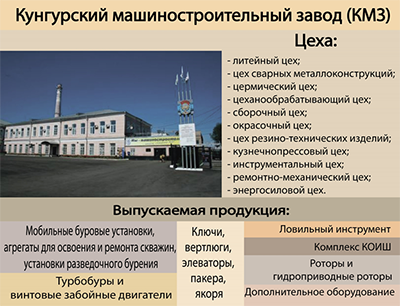 Кунгурский машиностроительный завод (КМЗ)
Цеха:
- литейный цех;
- цех сварных металлоконструкций;
- цермический цех;
- цеханообрабатывающий цех;
- сборочный цех;
- окрасочный цех;
- цех резино-технических изделий;
- кузнечнопрессовый цех;
- инструментальный цех;
- ремонтно-механический цех;
- энергосиловой цех.
Выпускаемая продукция:
Мобильные буровые установки,
агрегаты для освоения и ремонта скважин,
установки разведочного бурения
Турбобуры и
винтовые забойные двигатели
Ключи,
вертлюги,
элеваторы,
пакера,
якоря
Ловильный инструмент
Комплекс КОИШ
Роторы и
гидроприводные роторы
Дополнительное оборудование